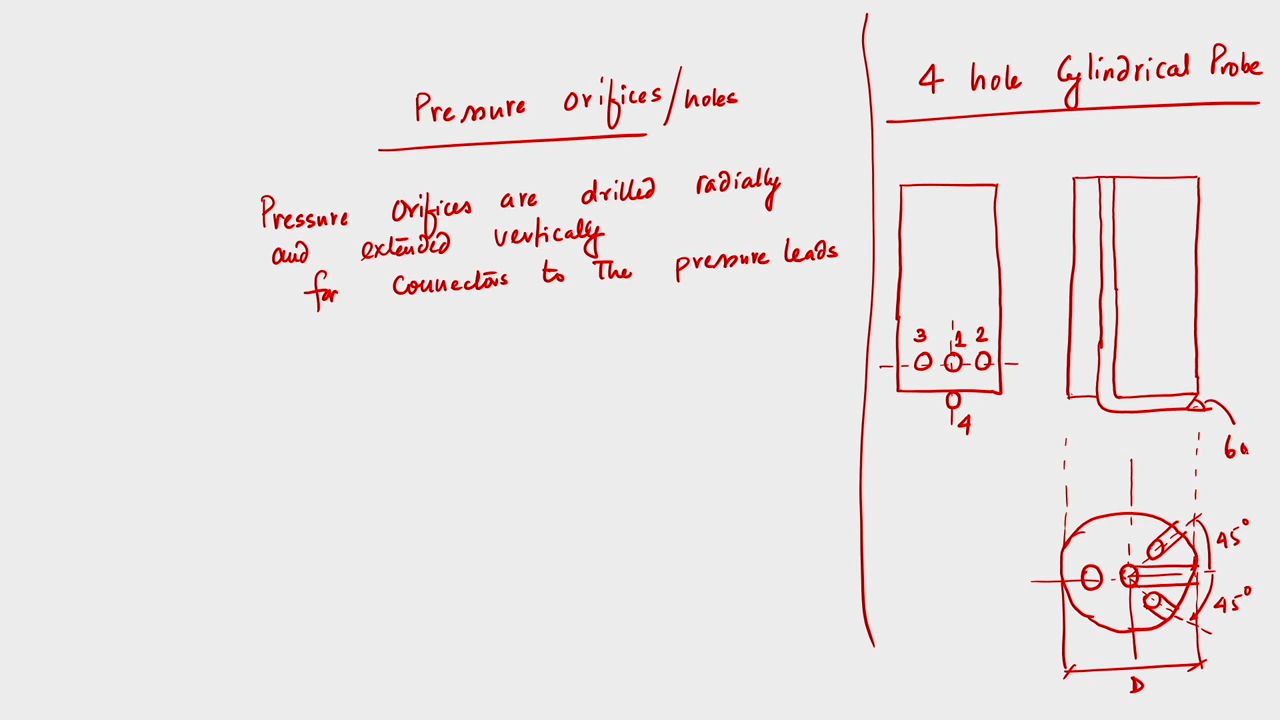 Pressure Orifices/holes
Pressure Orifices are drilled radially
and extended vertically
for connectors to the pressure leads
4 hole Cylindrical Probe
3 1 2
4
45°
45°
D